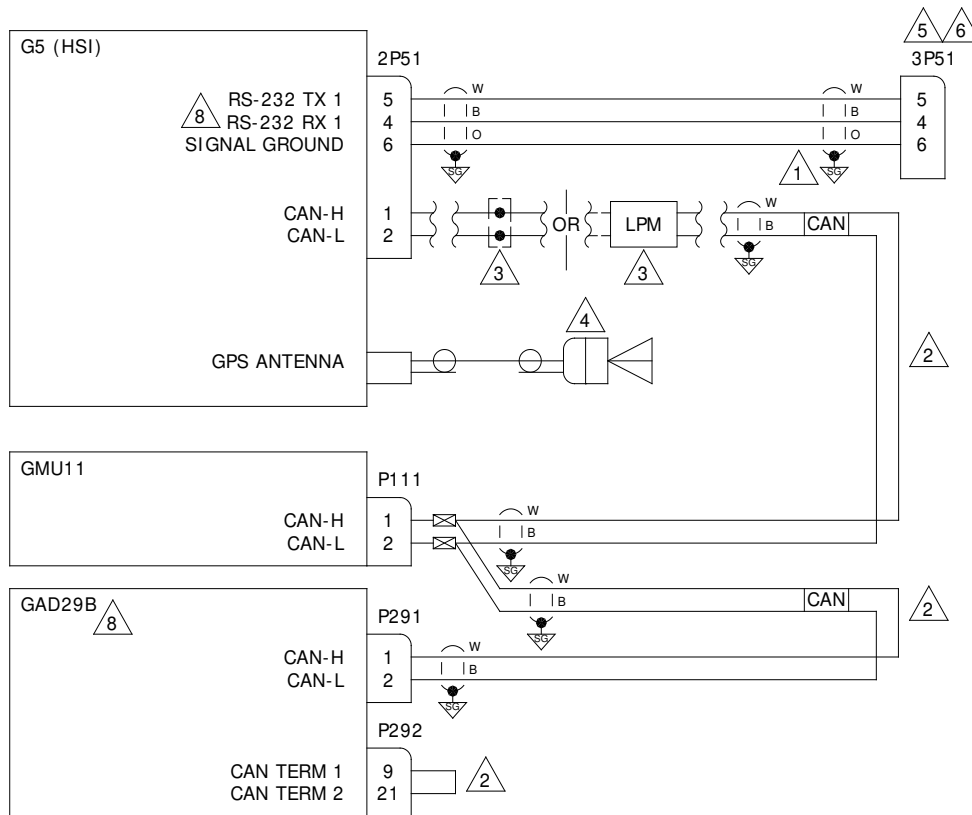 G5 (HSI)
2P51
5 6
3P51
RS-232 TX 1 5 W W 5
8 RS-232 RX 1 4 B B 4
SIGNAL GROUND 6 O O 6
SG 1 SG
CAN-H 1 W
CAN-L 2 OR LPM B CAN
3 3 SG
4
2
GPS ANTENNA
GMU11
P111
CAN-H 1 W
CAN-L 2 B
SG
W
GAD29B 8 B CAN 2
P291
SG
CAN-H 1 W
CAN-L 2 B
SG
P292
CAN TERM 1 9
2
CAN TERM 2 21